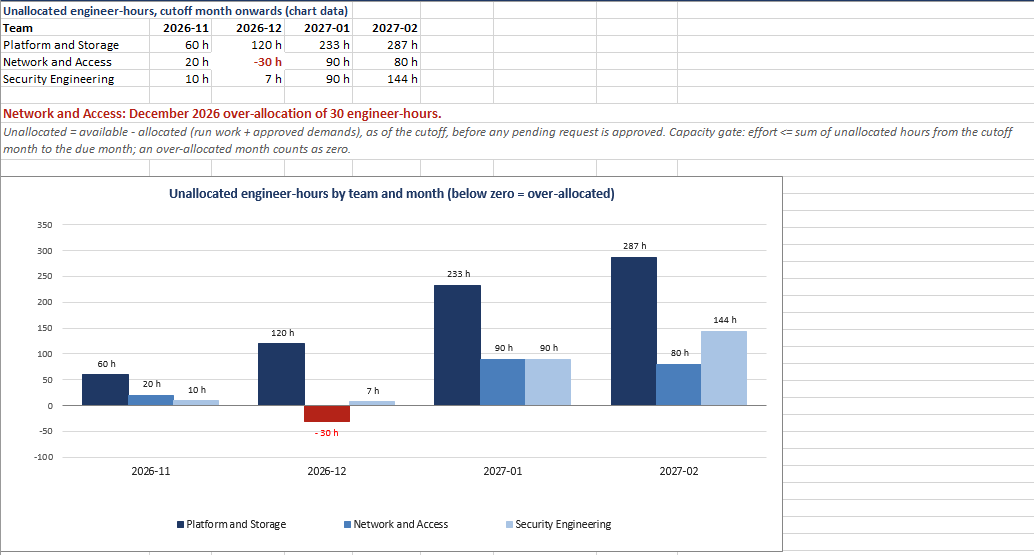 Unallocated engineer-hours, cutoff month onwards (chart data)
Team 2026-11 2026-12 2027-01 2027-02
Platform and Storage 60 h 120 h 233 h 287 h
Network and Access 20 h -30 h 90 h 80 h
Security Engineering 10 h 7 h 90 h 144 h
Network and Access: December 2026 over-allocation of 30 engineer-hours.
Unallocated = available - allocated (run work + approved demands), as of the cutoff, before any pending request is approved. Capacity gate: effort <= sum of unallocated hours from the cutoff
month to the due month; an over-allocated month counts as zero.
Unallocated engineer-hours by team and month (below zero = over-allocated)
350
300
250
200
150
100
50
0
-50
-100
60 h 20 h 10 h
120 h - 30 h 7 h
233 h 90 h 90 h
287 h 80 h 144 h
2026-11 2026-12 2027-01 2027-02
Platform and Storage Network and Access Security Engineering